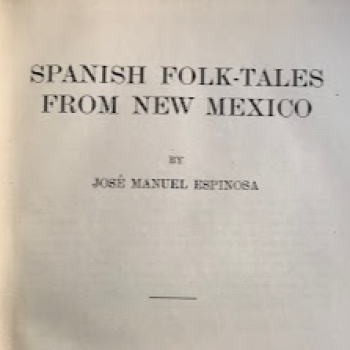 SPANISH FOLK-TALES
FROM NEW MEXICO
BY
JOSÉ MANUEL ESPINOSA